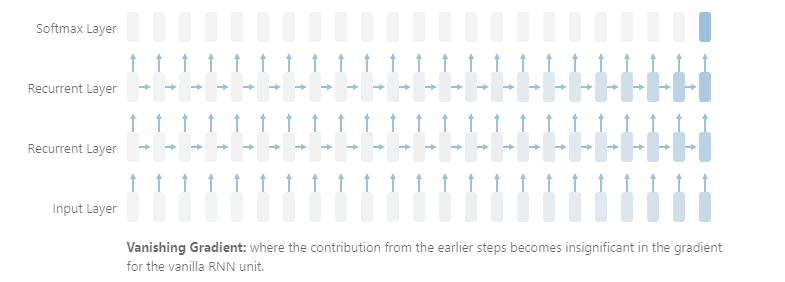 Softmax Layer
Recurrent Layer
Recurrent Layer
Input Layer
Vanishing Gradient: where the contribution from the earlier steps becomes insignificant in the gradient
for the vanilla RNN unit.